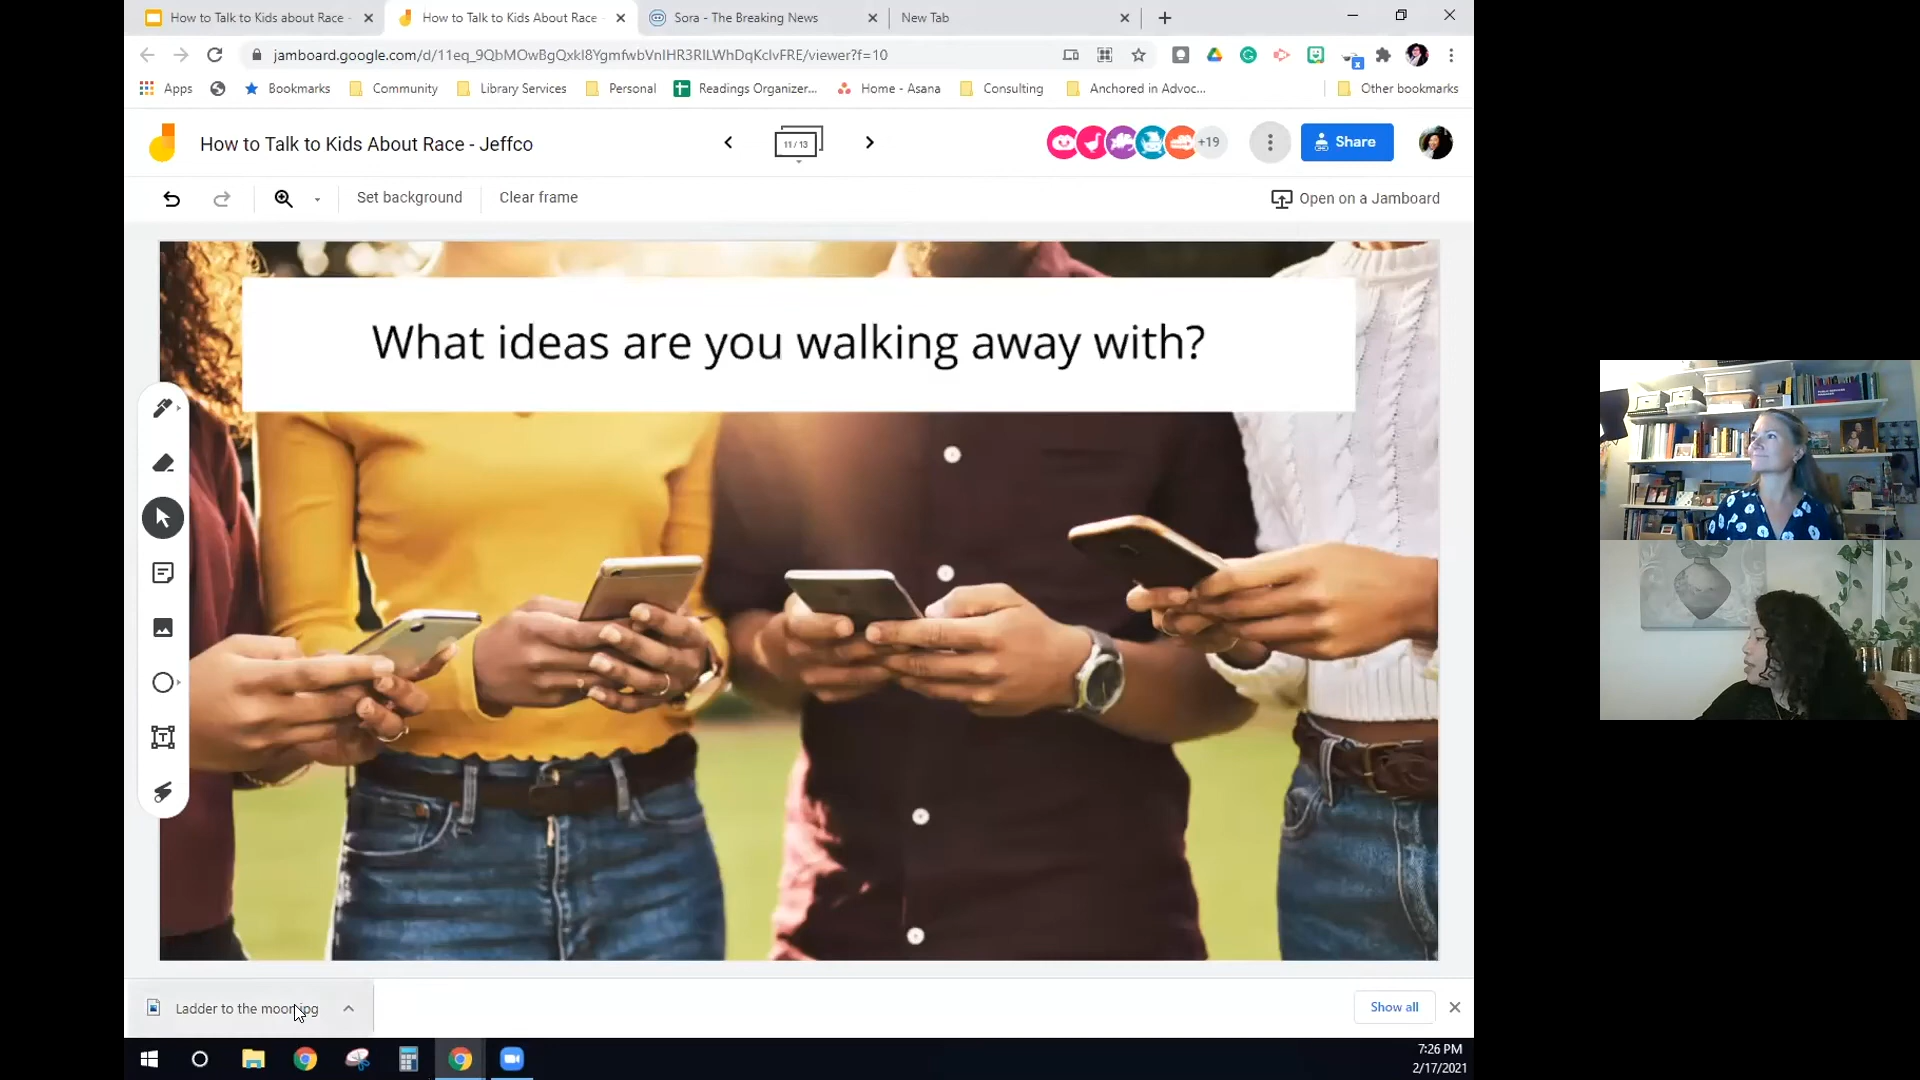 How to Talk to Kids about Race -
How to Talk to Kids About Race
Sora - The Breaking News
New Tab
jamboard.google.com/d/11eq_9QbMOwBgQxkI8YgmfwbVnIHR3RlLWhDqKcIvFRE/viewer?f=10
Apps
Bookmarks
Community
Library Services
Personal
Readings Organizer...
Home - Asana
Consulting
Anchored in Advoc...
Other bookmarks
How to Talk to Kids About Race - Jeffco
11 / 13
+19
Share
Set background
Clear frame
Open on a Jamboard
What ideas are you walking away with?
Ladder to the moon.jpg
Show all
7:26 PM
2/17/2021